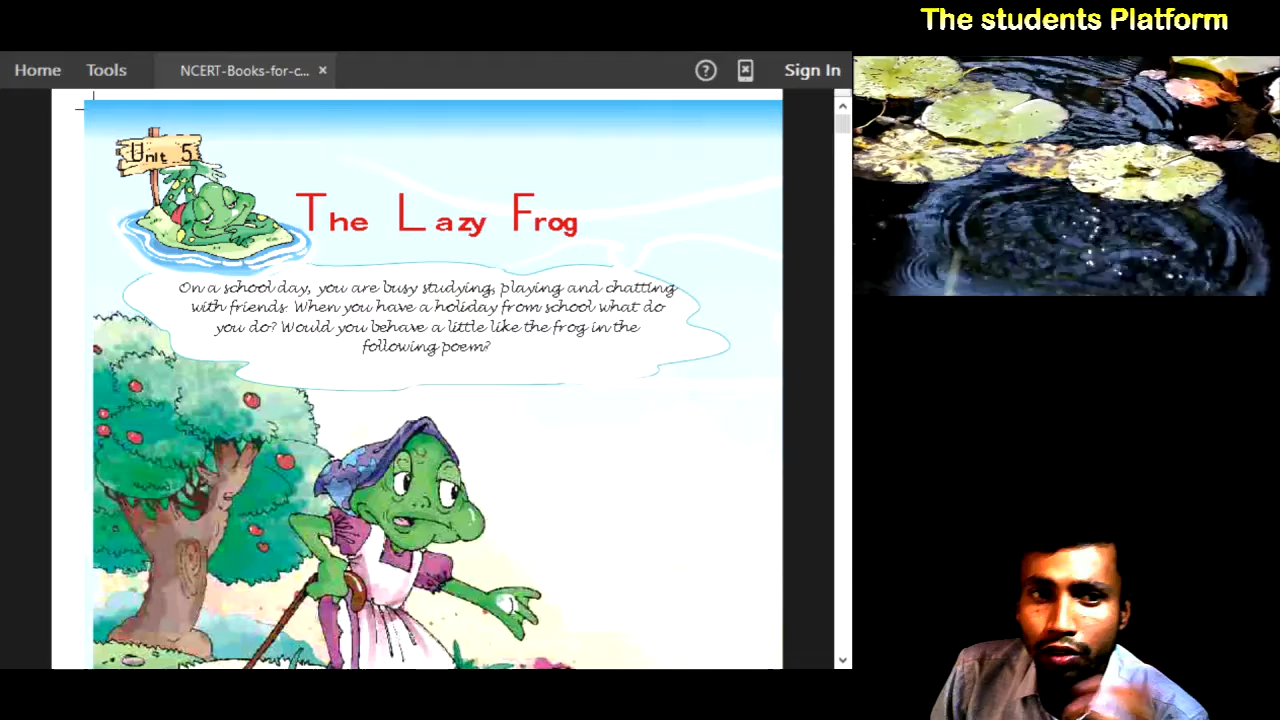 The students Platform
Home Tools NCERT-Books-for-c... × Sign In
Unit 5
The Lazy Frog
On a school day, you are busy studying, playing and chatting
with friends. When you have a holiday from school what do
you do? Would you behave a little like the frog in the
following poem?